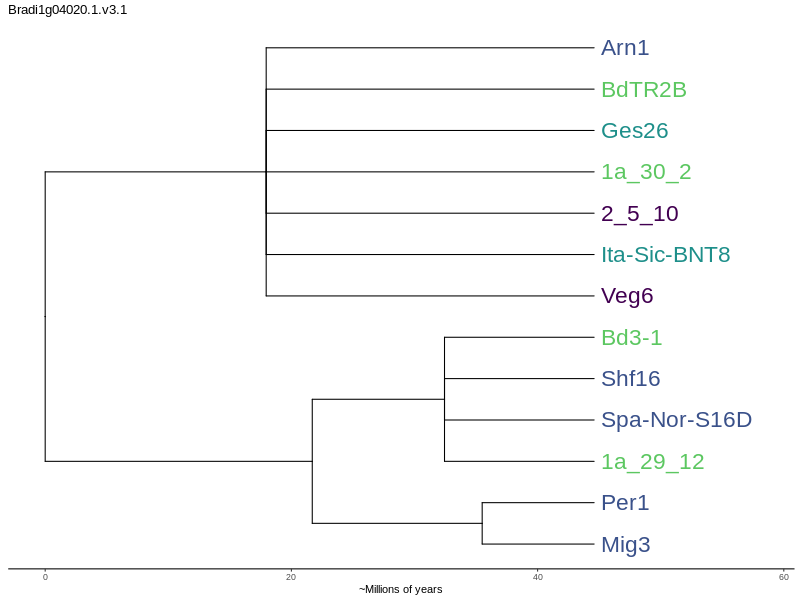 Bradi1g04020.1.v3.1
Arn1
BdTR2B
Ges26
1a_30_2
2_5_10
Ita-Sic-BNT8
Veg6
Bd3-1
Shf16
Spa-Nor-S16D
1a_29_12
Per1
Mig3
0 20 40 60
~Millions of years